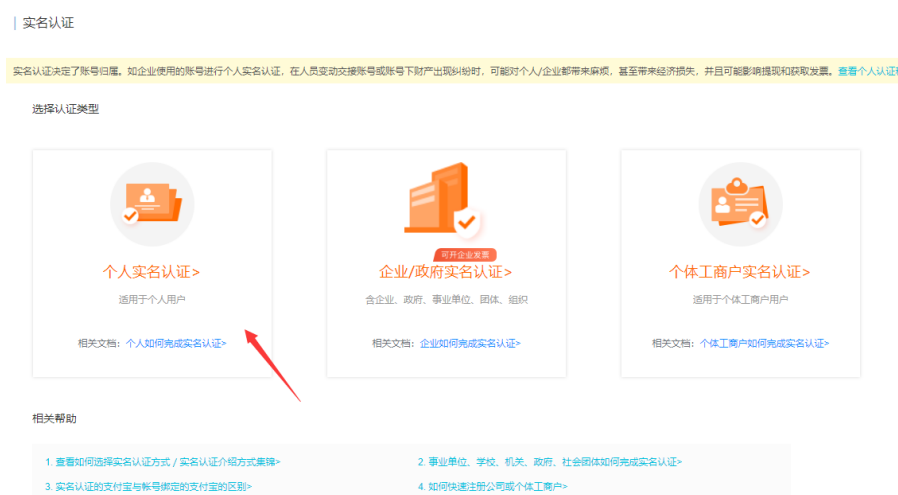 实名认证
实名认证决定了账号归属。如企业使用的账号进行个人实名认证，在人员变动交接账号或账号下财产出现纠纷时，可能对个人/企业都带来麻烦，甚至带来经济损失，并且可能影响提现和获取发票。查看个人认证
选择认证类型
可开企业发票
个人实名认证> 企业/政府实名认证> 个体工商户实名认证>
适用于个人用户 含企业、政府、事业单位、团体、组织 适用于个体工商户用户
相关文档：个人如何完成实名认证> 相关文档：企业如何完成实名认证> 相关文档：个体工商户如何完成实名认证>
相关帮助
1. 查看如何选择实名认证方式 / 实名认证介绍方式集锦> 2. 事业单位、学校、机关、政府、社会团体如何完成实名认证>
3. 实名认证的支付宝与帐号绑定的支付宝的区别> 4. 如何快速注册公司或个体工商户>